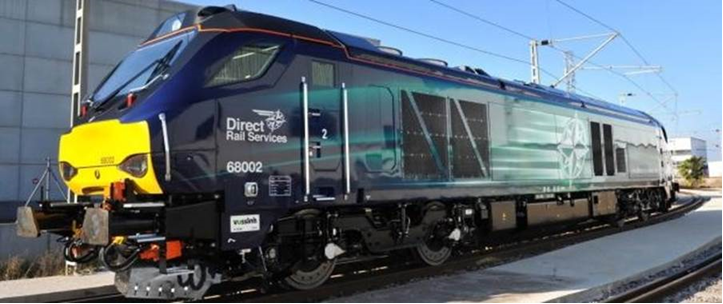 Direct
Rail
Services
2
68002
vossloh